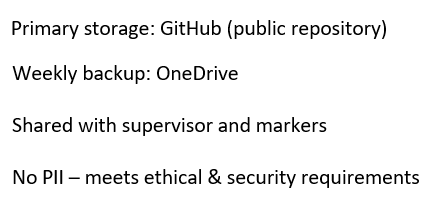 Primary storage: GitHub (public repository)
Weekly backup: OneDrive
Shared with supervisor and markers
No PII – meets ethical & security requirements